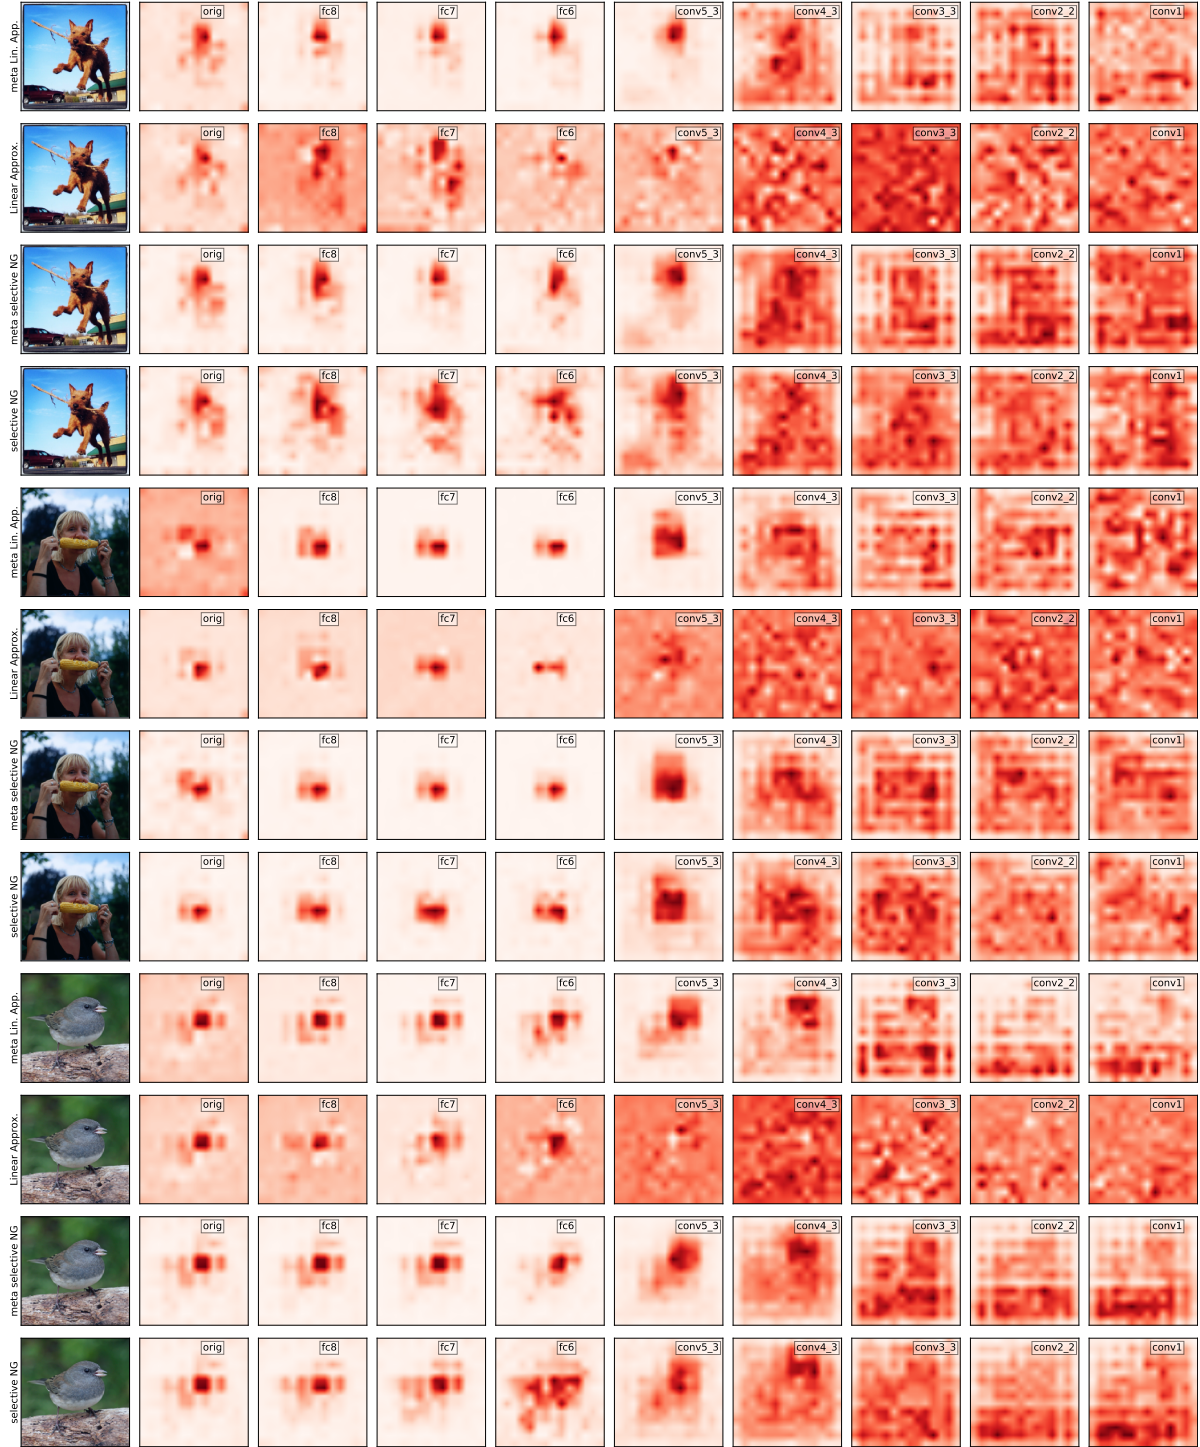 meta Lin. App. orig fc8 fc7 fc6 conv5_3 conv4_3 conv3_3 conv2_2 conv1
Linear Approx. orig fc8 fc7 fc6 conv5_3 conv4_3 conv3_3 conv2_2 conv1
meta selective NG orig fc8 fc7 fc6 conv5_3 conv4_3 conv3_3 conv2_2 conv1
selective NG orig fc8 fc7 fc6 conv5_3 conv4_3 conv3_3 conv2_2 conv1
meta Lin. App. orig fc8 fc7 fc6 conv5_3 conv4_3 conv3_3 conv2_2 conv1
Linear Approx. orig fc8 fc7 fc6 conv5_3 conv4_3 conv3_3 conv2_2 conv1
meta selective NG orig fc8 fc7 fc6 conv5_3 conv4_3 conv3_3 conv2_2 conv1
selective NG orig fc8 fc7 fc6 conv5_3 conv4_3 conv3_3 conv2_2 conv1
meta Lin. App. orig fc8 fc7 fc6 conv5_3 conv4_3 conv3_3 conv2_2 conv1
Linear Approx. orig fc8 fc7 fc6 conv5_3 conv4_3 conv3_3 conv2_2 conv1
meta selective NG orig fc8 fc7 fc6 conv5_3 conv4_3 conv3_3 conv2_2 conv1
selective NG orig fc8 fc7 fc6 conv5_3 conv4_3 conv3_3 conv2_2 conv1